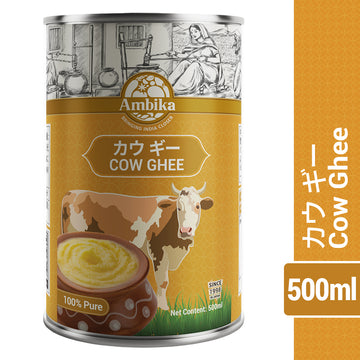 Ambika
BRINGING INDIA CLOSER
カウ ギー
COW GHEE
100% Pure
SINCE
1998
Net Content: 500ml
カウ ギー
Cow Ghee
500ml